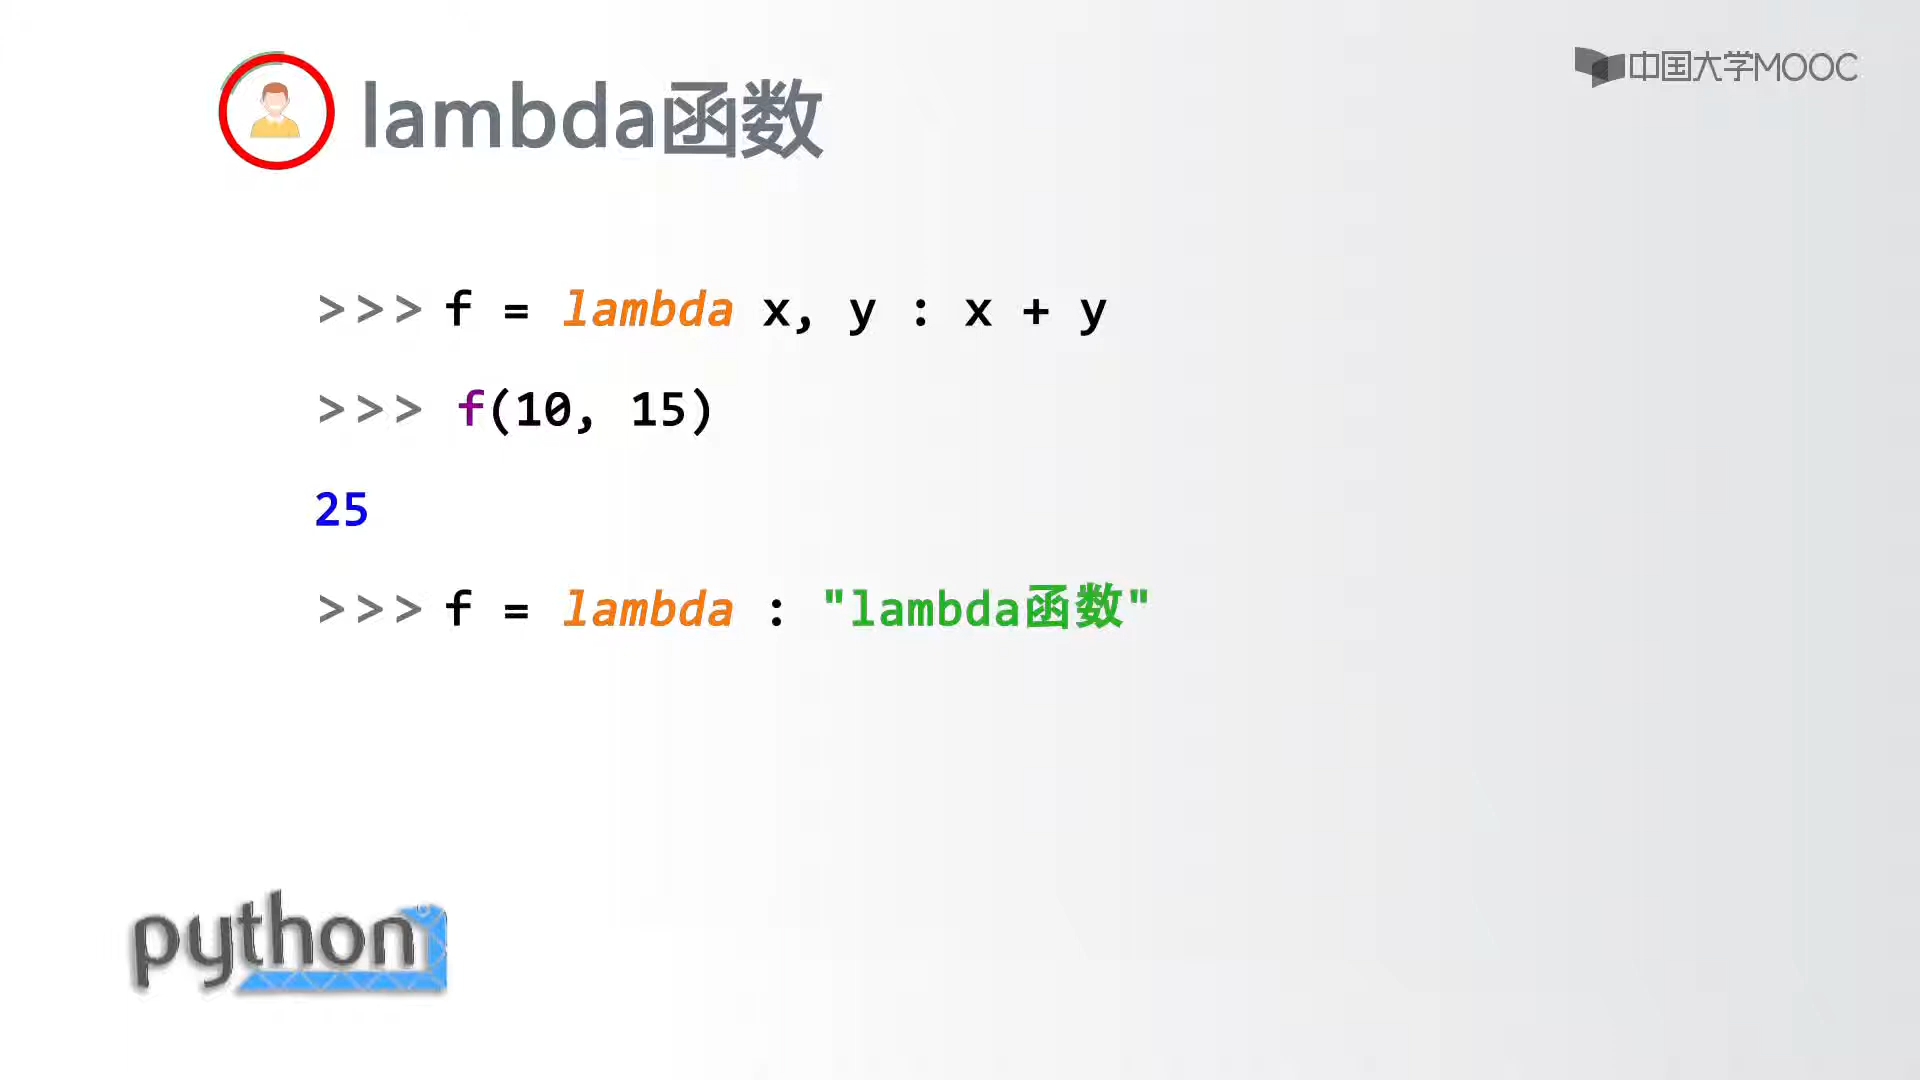 中国大学MOOC
lambda函数
>>> f = lambda x, y : x + y
>>> f(10, 15)
25
>>> f = lambda : "lambda函数"
python